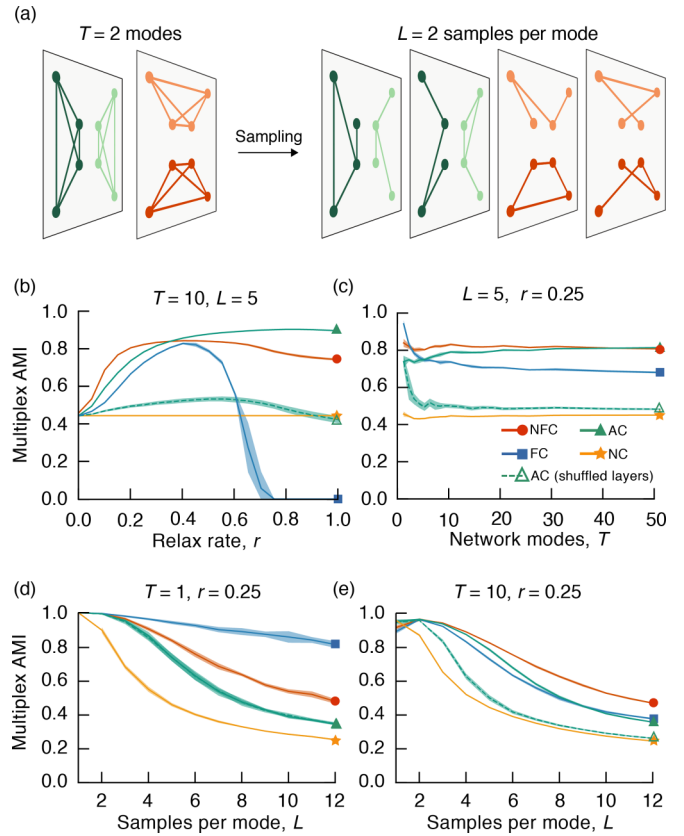 (a)
T = 2 modes
L = 2 samples per mode
Sampling
(b)
T = 10, L = 5
Multiplex AMI
1.0
0.8
0.6
0.4
0.2
0.0
0.0 0.2 0.4 0.6 0.8 1.0
Relax rate, r
(c)
L = 5, r = 0.25
1.0
0.8
0.6
0.4
0.2
0.0
NFC
AC
FC
NC
AC (shuffled layers)
0 10 20 30 40 50
Network modes, T
(d)
T = 1, r = 0.25
Multiplex AMI
1.0
0.8
0.6
0.4
0.2
0.0
2 4 6 8 10 12
Samples per mode, L
(e)
T = 10, r = 0.25
1.0
0.8
0.6
0.4
0.2
0.0
2 4 6 8 10 12
Samples per mode, L